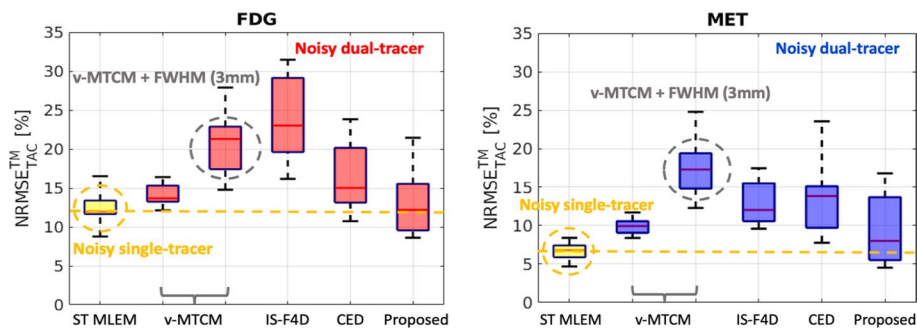 FDG
NRMSE^TM_TAC [%]
35
30
25
20
15
10
5
0
Noisy dual-tracer
v-MTCM + FWHM (3mm)
Noisy single-tracer
ST MLEM v-MTCM IS-F4D CED Proposed
MET
NRMSE^TM_TAC [%]
35
30
25
20
15
10
5
0
Noisy dual-tracer
v-MTCM + FWHM (3mm)
Noisy single-tracer
ST MLEM v-MTCM IS-F4D CED Proposed